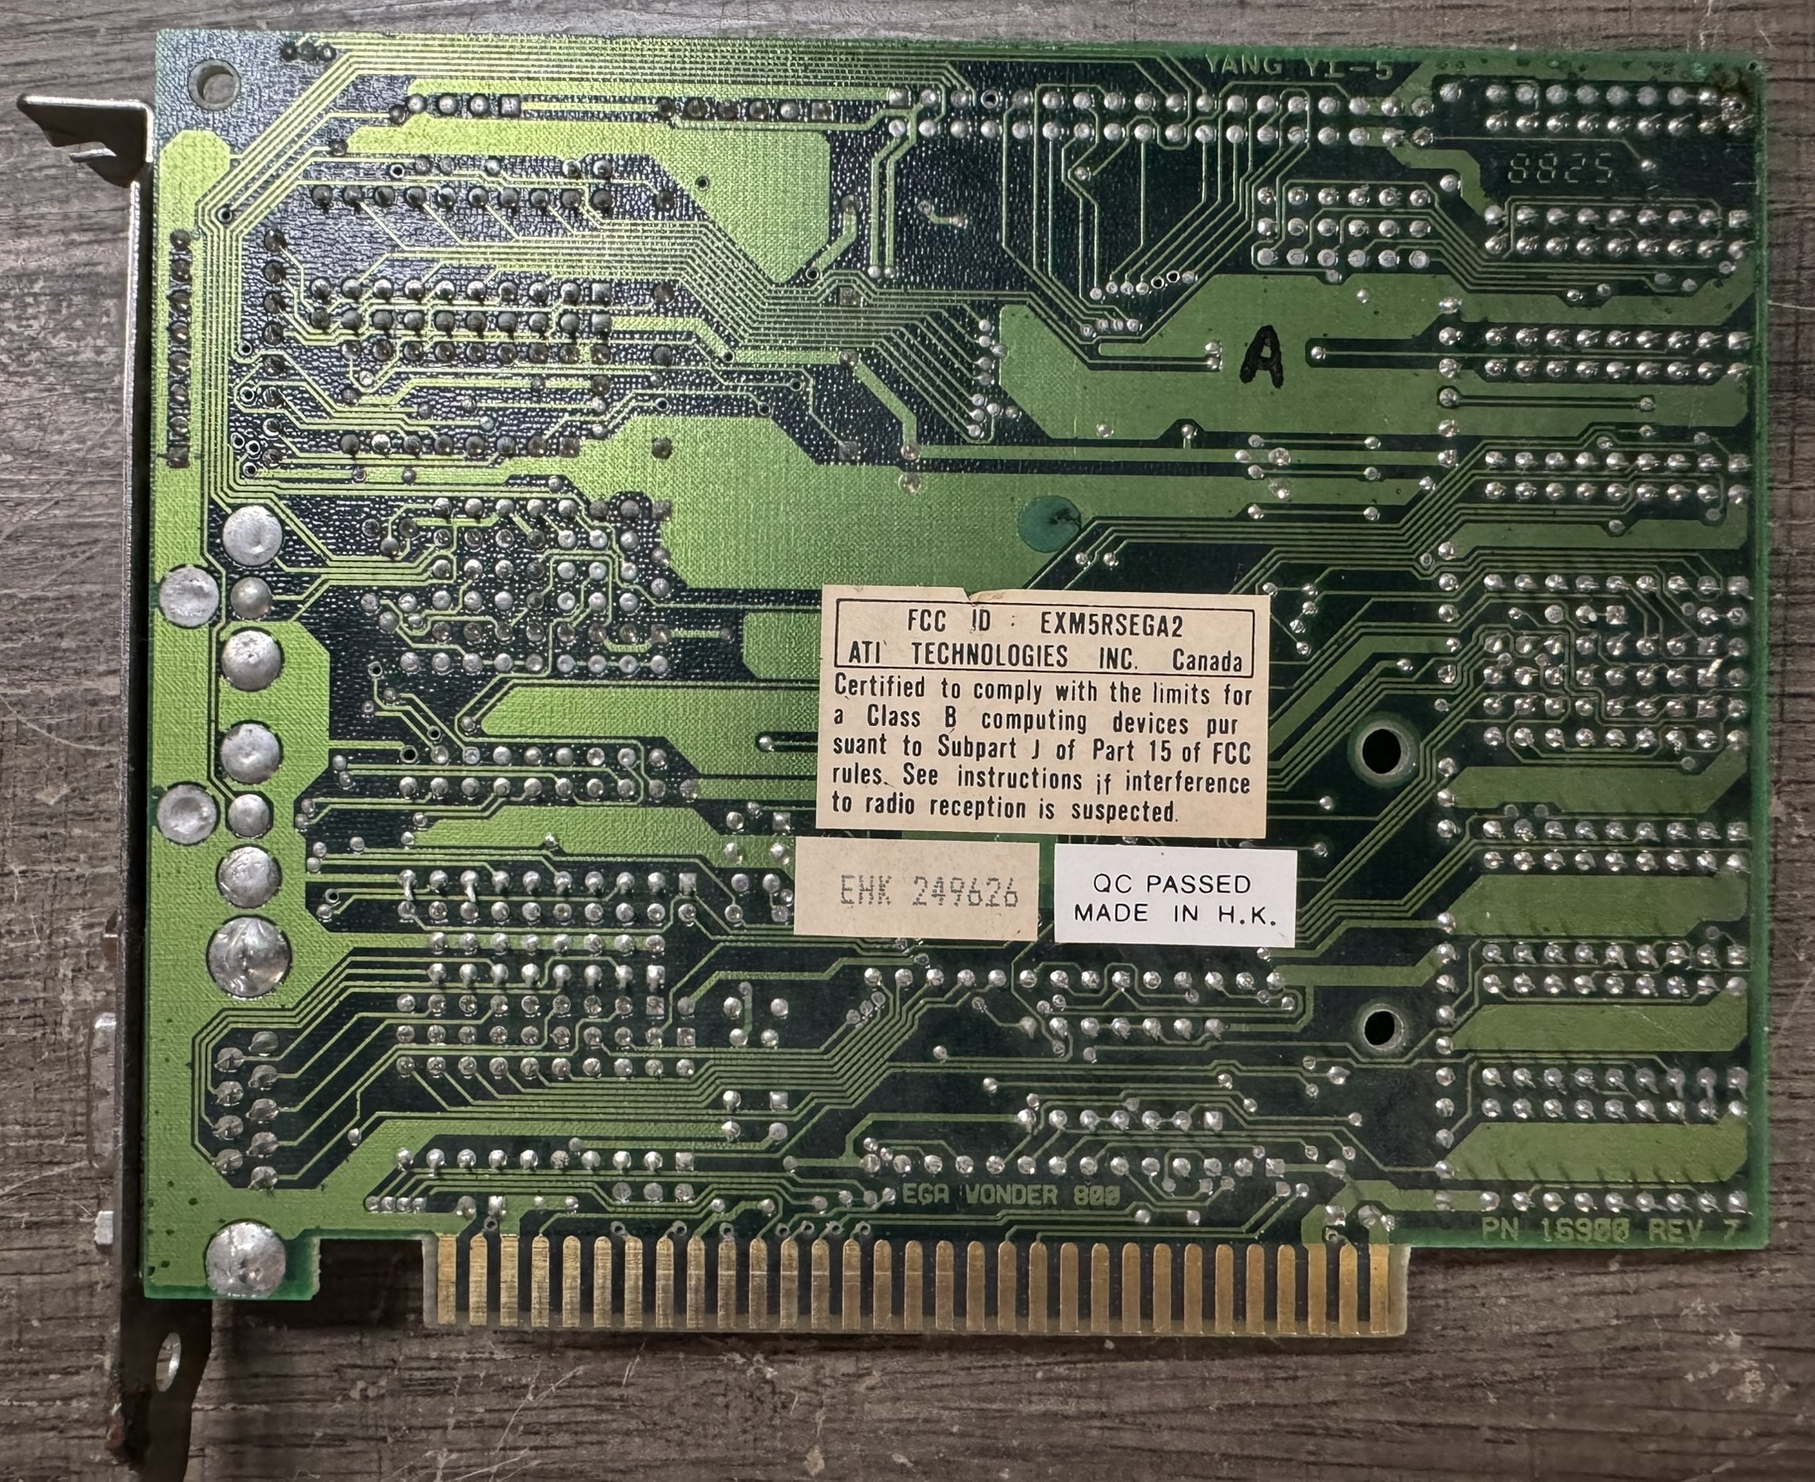 YANG YI-5
8825
A
FCC ID : EXM5RSEGA2
ATI TECHNOLOGIES INC. Canada
Certified to comply with the limits for
a Class B computing devices pur
suant to Subpart J of Part 15 of FCC
rules. See instructions if interference
to radio reception is suspected.
EHK 249626
QC PASSED
MADE IN H.K.
EGA WONDER 800
PN 16900 REV 7